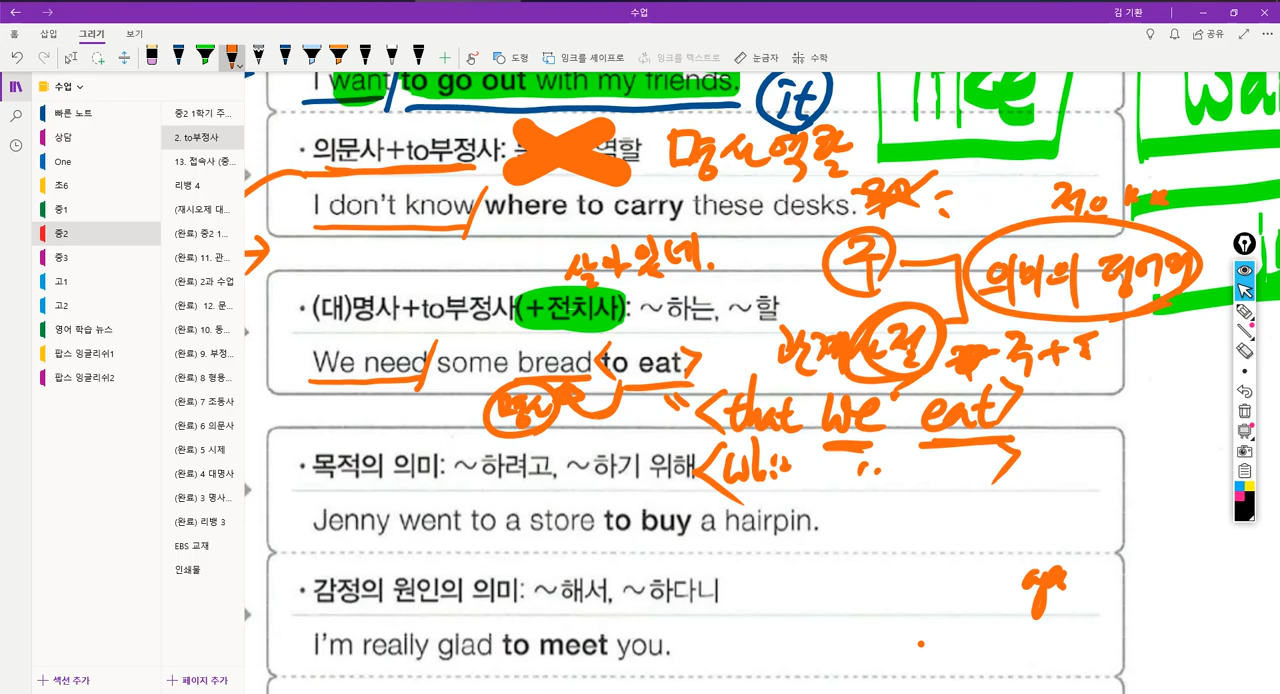 수업
김 기환
홈 삽입 그리기 보기
공유
도형
잉크를 셰이프로
잉크를 텍스트로
눈금자
수학
수업
빠른 노트
상담
One
초6
중1
중2
중3
고1
고2
영어 학습 뉴스
팝스 잉글리쉬1
팝스 잉글리쉬2
섹션 추가
중2 1학기 주...
2. to부정사
13. 접속사 (중...
리뱅 4
(재시오제 대...
(완료) 중2 1...
(완료) 11. 관...
(완료) 2과 수업
(완료) 12. 문...
(완료) 10. 동...
(완료) 9. 부정...
(완료) 8 형용...
(완료) 7 조동사
(완료) 6 의문사
(완료) 5 시제
(완료) 4 대명사
(완료) 3 명사...
(완료) 리뱅 3
EBS 교재
인쇄물
페이지 추가
I want to go out with my friends.
it
· 의문사+to부정사: 역할
명사역할
I don't know where to carry these desks.
살아있네.
주
의미의 덩어리
· (대)명사+to부정사(+전치사): ~하는, ~할
절
We need some bread to eat.
명사
<that we eat>
· 목적의 의미: ~하려고, ~하기 위해
Jenny went to a store to buy a hairpin.
· 감정의 원인의 의미: ~해서, ~하다니
I'm really glad to meet you.